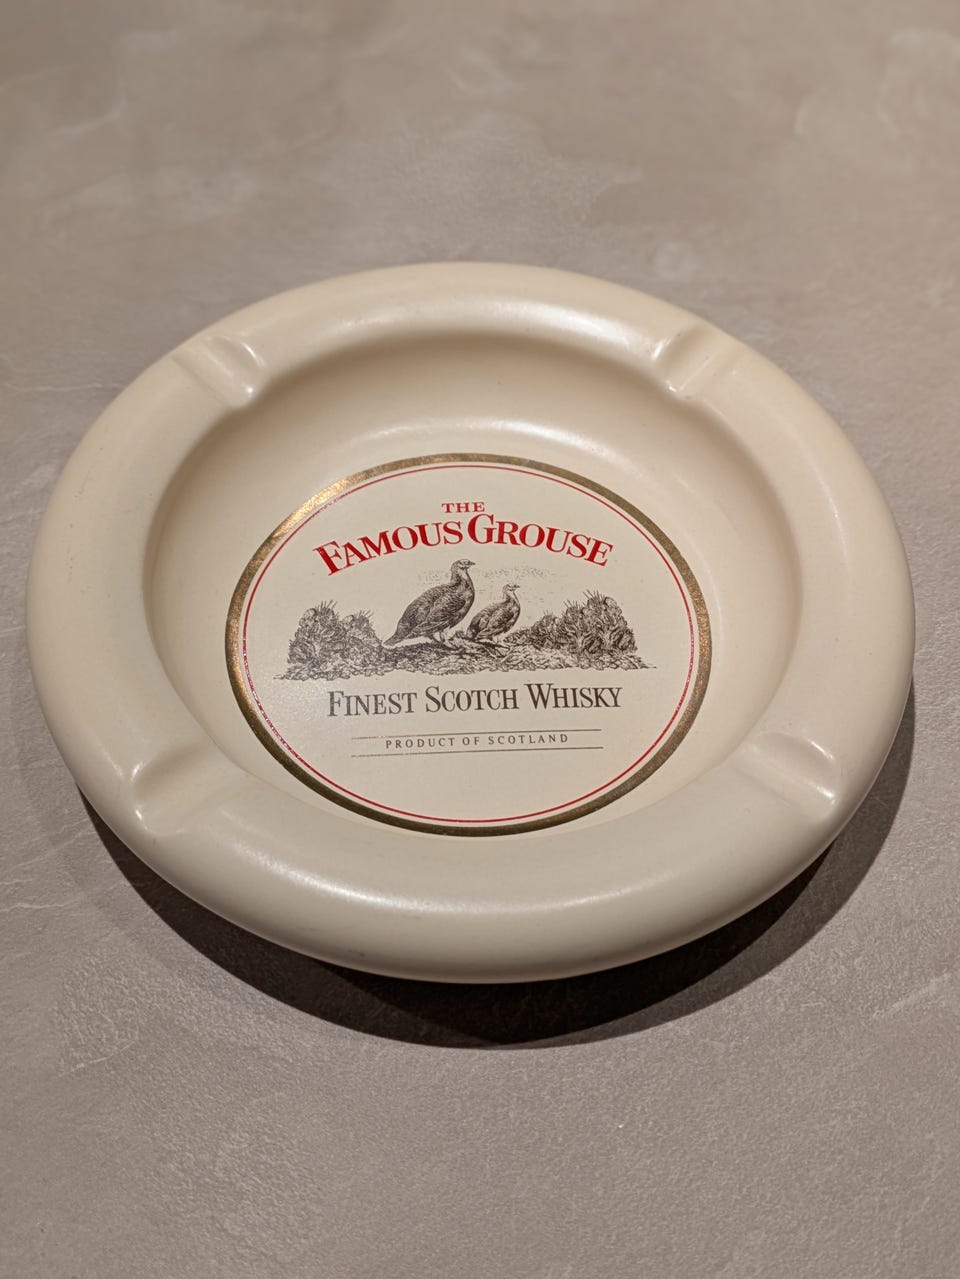 THE
FAMOUS GROUSE
FINEST SCOTCH WHISKY
PRODUCT OF SCOTLAND